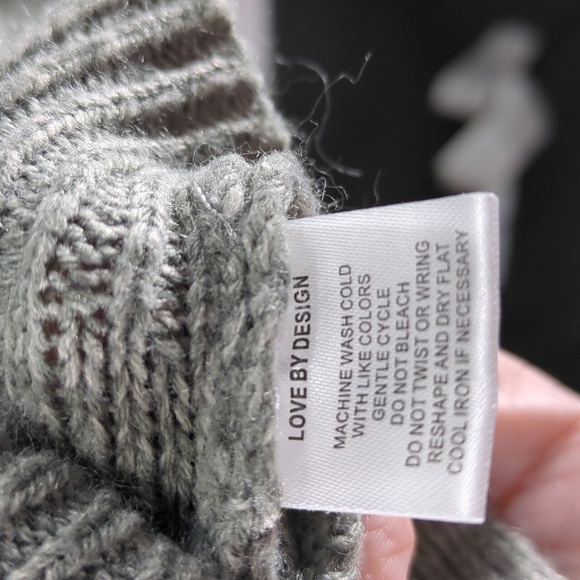 LOVE BY DESIGN
MACHINE WASH COLD
WITH LIKE COLORS
GENTLE CYCLE
DO NOT BLEACH
DO NOT TWIST OR WRING
RESHAPE AND DRY FLAT
COOL IRON IF NECESSARY